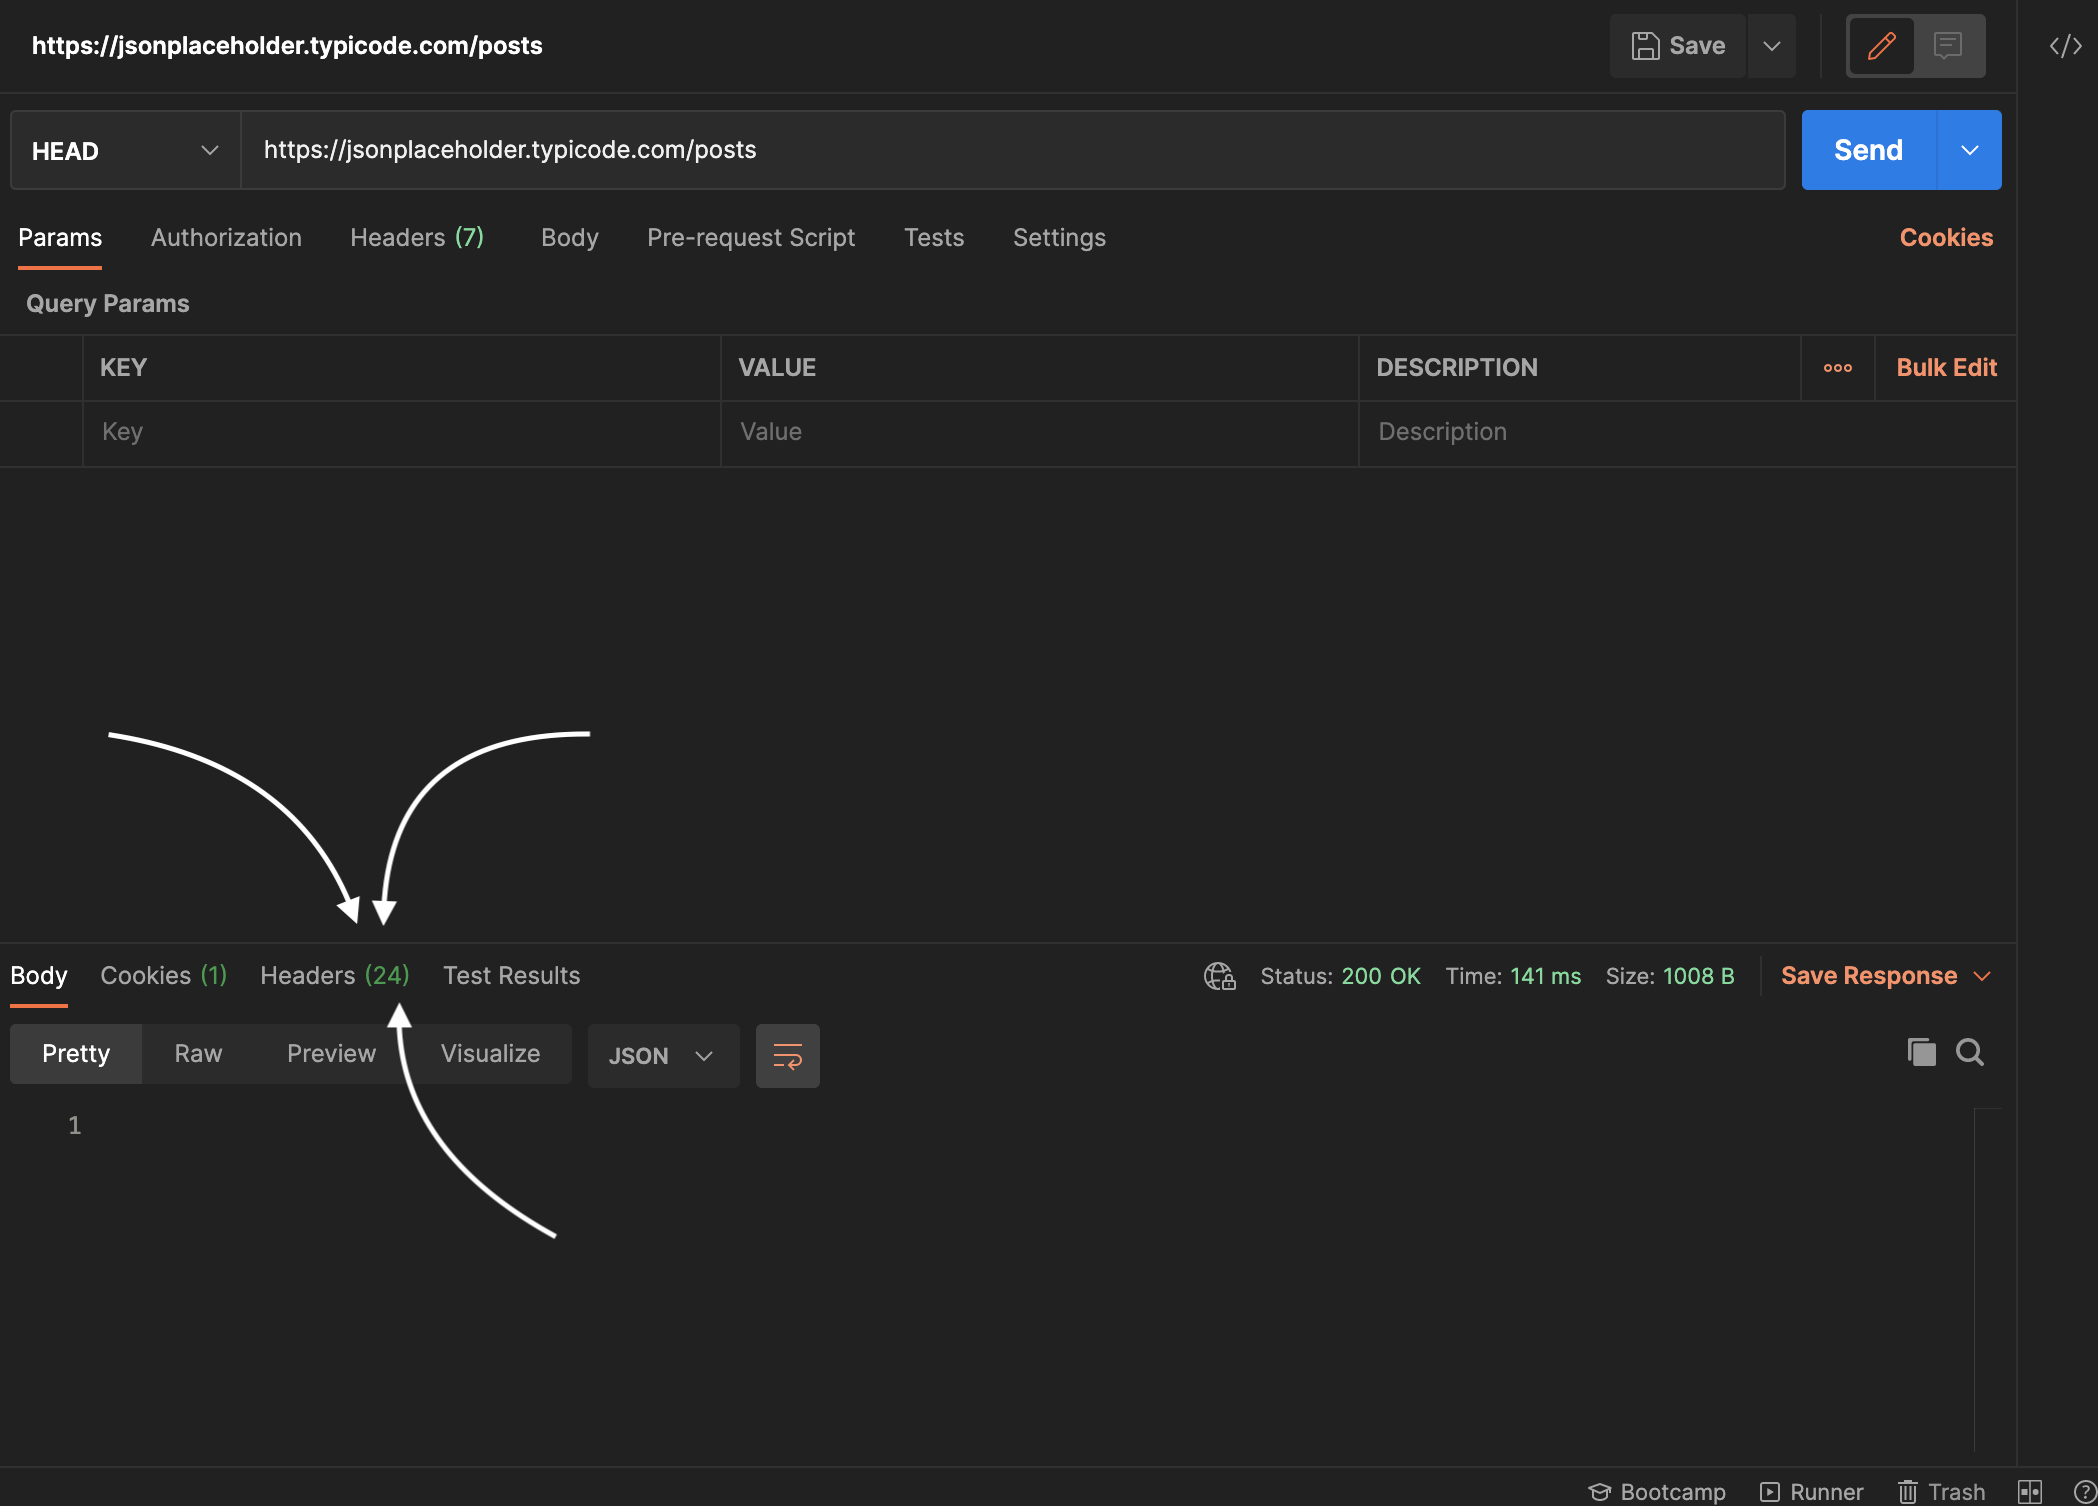 https://jsonplaceholder.typicode.com/posts
Save
HEAD
https://jsonplaceholder.typicode.com/posts
Send
Params Authorization Headers (7) Body Pre-request Script Tests Settings Cookies
Query Params
KEY VALUE DESCRIPTION Bulk Edit
Key Value Description
Body Cookies (1) Headers (24) Test Results Status: 200 OK Time: 141 ms Size: 1008 B Save Response
Pretty Raw Preview Visualize JSON
1
Bootcamp Runner Trash